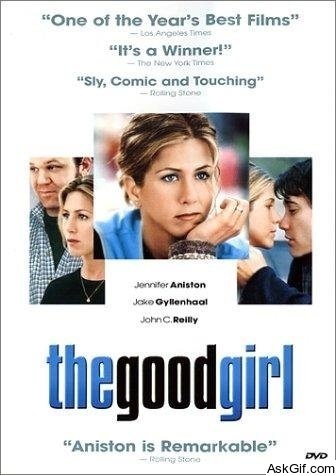 “One of the Year's Best Films”
— Los Angeles Times
“It's a Winner!”
— The New York Times
“Sly, Comic and Touching”
— Rolling Stone
Jennifer Aniston
Jake Gyllenhaal
John C. Reilly
thegoodgirl
“Aniston is Remarkable”
— Rolling Stone
DVD
AskGif.com